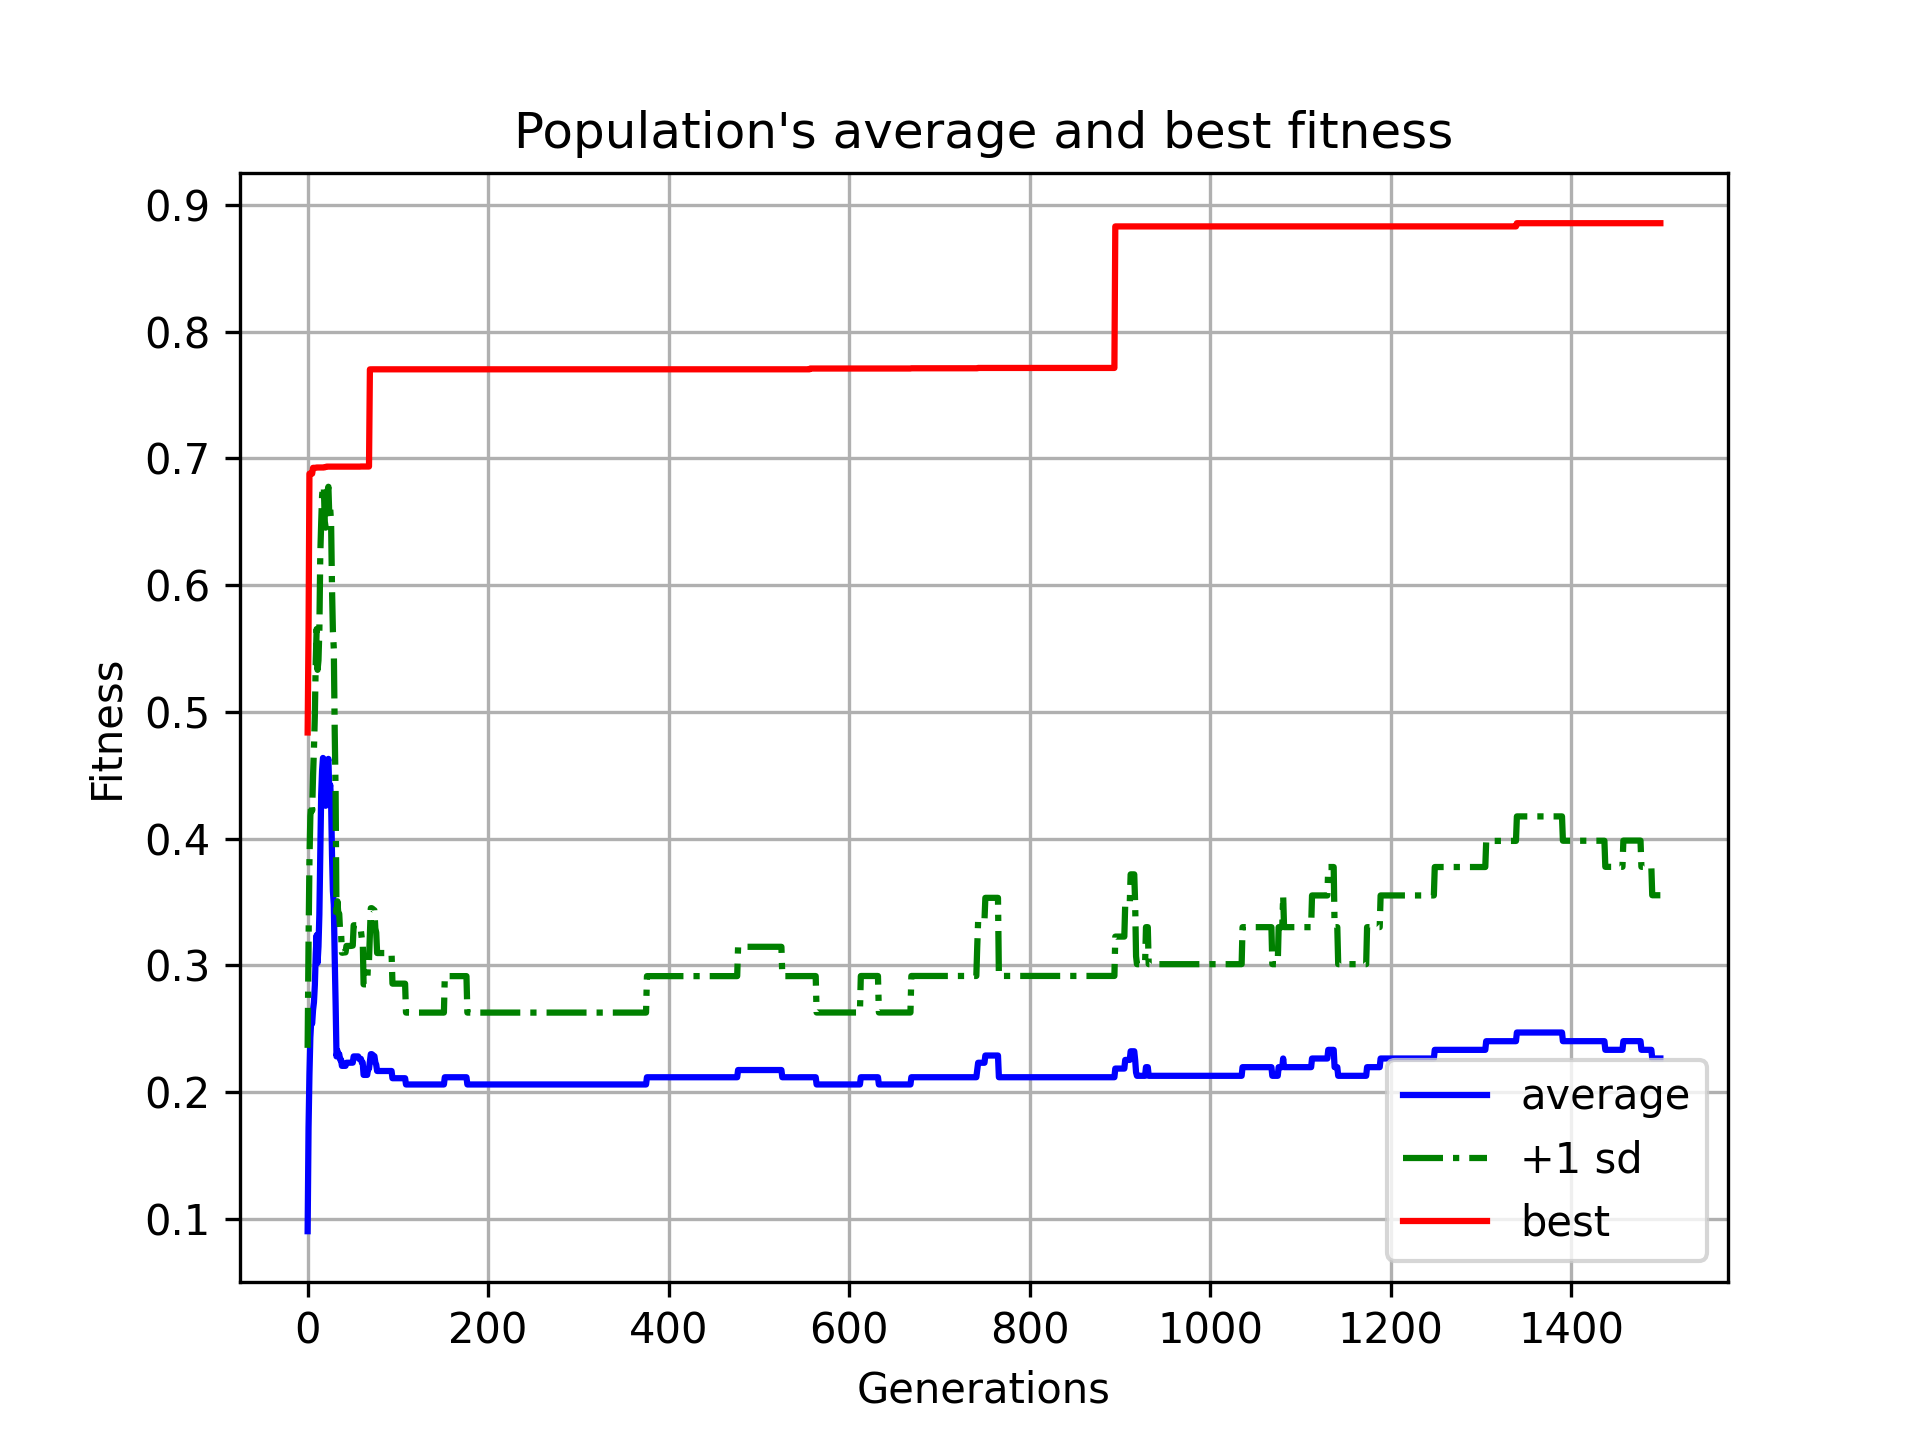 Population's average and best fitness
Fitness
0.9
0.8
0.7
0.6
0.5
0.4
0.3
0.2
0.1
average
+1 sd
best
0 200 400 600 800 1000 1200 1400
Generations